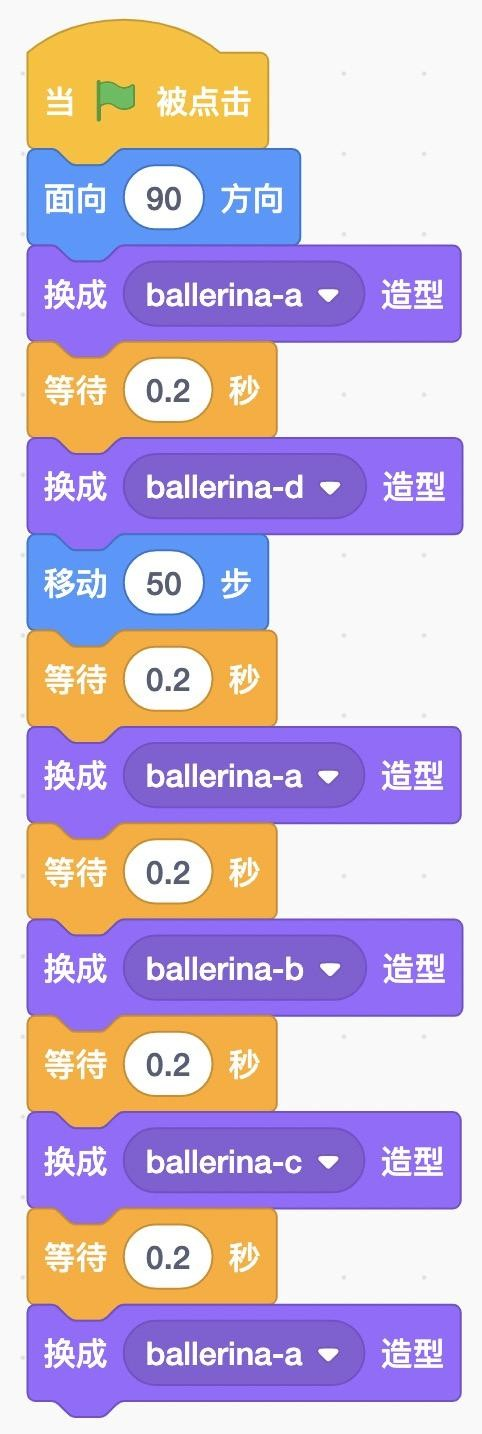 当 被点击
面向 90 方向
换成 ballerina-a 造型
等待 0.2 秒
换成 ballerina-d 造型
移动 50 步
等待 0.2 秒
换成 ballerina-a 造型
等待 0.2 秒
换成 ballerina-b 造型
等待 0.2 秒
换成 ballerina-c 造型
等待 0.2 秒
换成 ballerina-a 造型